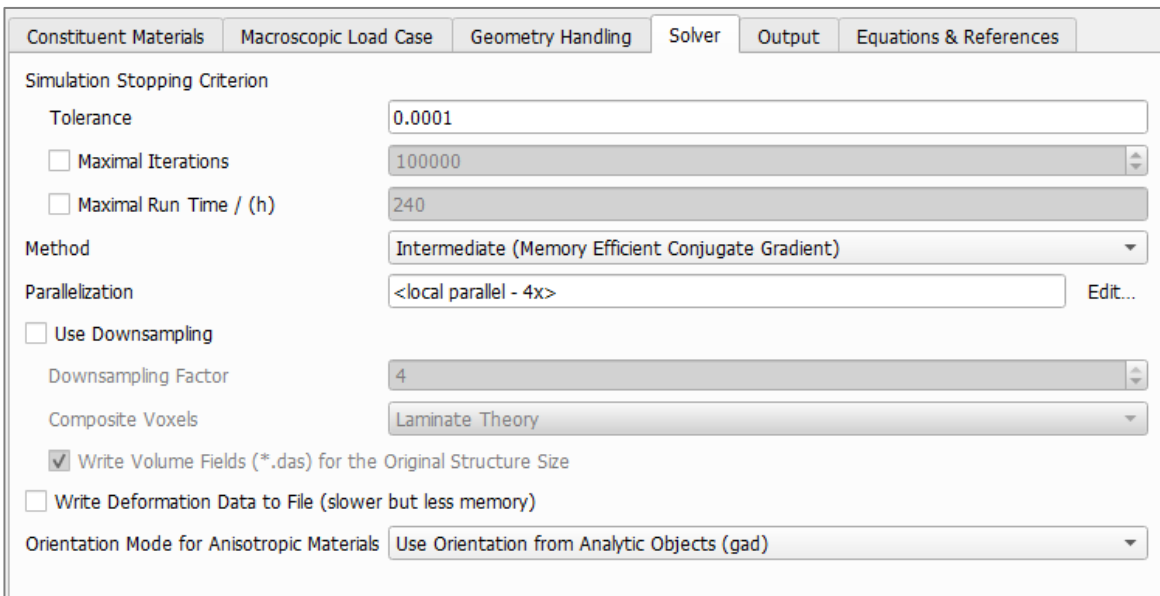 Constituent Materials Macroscopic Load Case Geometry Handling Solver Output Equations & References
Simulation Stopping Criterion
Tolerance 0.0001
Maximal Iterations 100000
Maximal Run Time / (h) 240
Method Intermediate (Memory Efficient Conjugate Gradient)
Parallelization <local parallel - 4x> Edit...
Use Downsampling
Downsampling Factor 4
Composite Voxels Laminate Theory
Write Volume Fields (*.das) for the Original Structure Size
Write Deformation Data to File (slower but less memory)
Orientation Mode for Anisotropic Materials Use Orientation from Analytic Objects (gad)